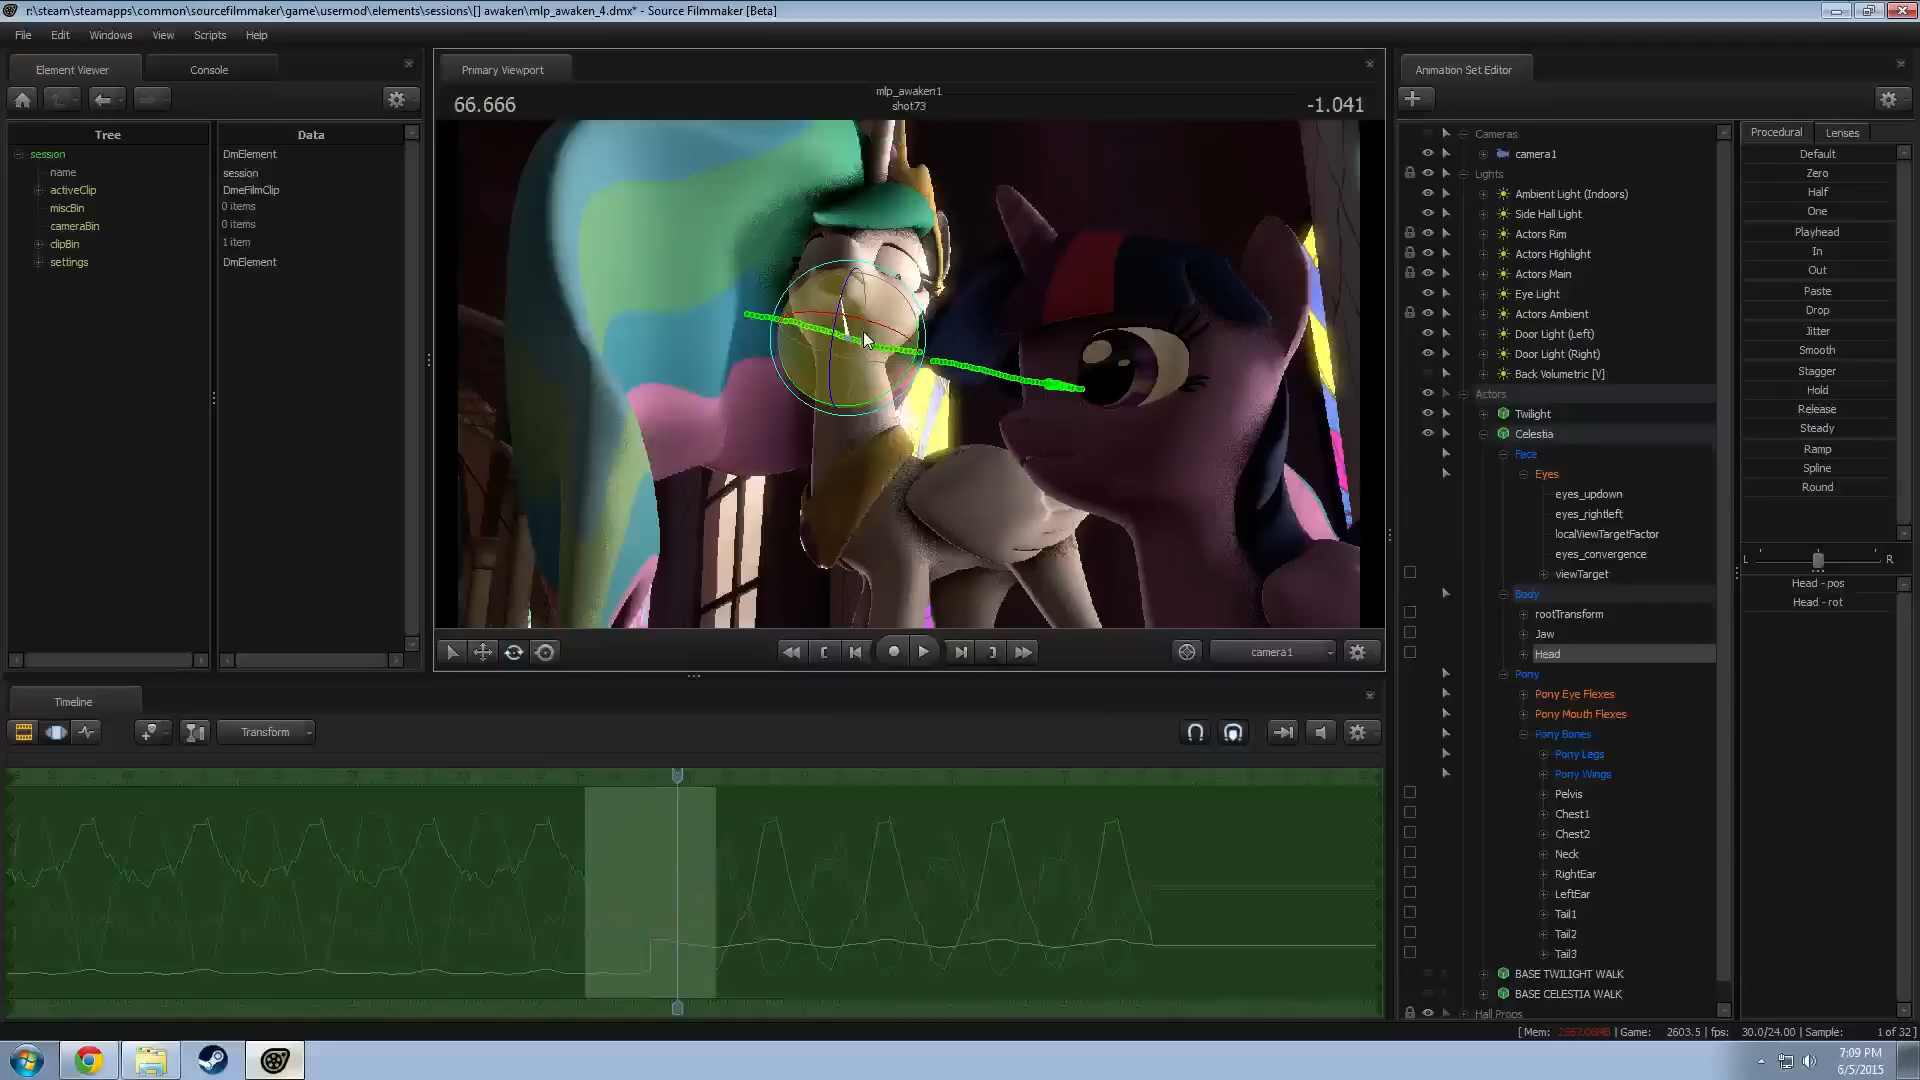 r:\steam\steamapps\common\sourcefilmmaker\game\usermod\elements\sessions\[] awaken\mlp_awaken_4.dmx* - Source Filmmaker [Beta]
File Edit Windows View Scripts Help
Element Viewer Console
Tree Data
session DmElement
name session
activeClip DmeFilmClip
miscBin 0 items
cameraBin 0 items
clipBin 1 item
settings DmElement
Primary Viewport
66.666
mlp_awaken1
shot73
-1.041
camera1
Timeline
Transform
Animation Set Editor
Cameras
camera1
Lights
Ambient Light (Indoors)
Side Hall Light
Actors Rim
Actors Highlight
Actors Main
Eye Light
Actors Ambient
Door Light (Left)
Door Light (Right)
Back Volumetric [V]
Actors
Twilight
Celestia
Face
Eyes
eyes_updown
eyes_rightleft
localViewTargetFactor
eyes_convergence
viewTarget
Body
rootTransform
Jaw
Head
Pony
Pony Eye Flexes
Pony Mouth Flexes
Pony Bones
Pony Legs
Pony Wings
Pelvis
Chest1
Chest2
Neck
RightEar
LeftEar
Tail1
Tail2
Tail3
BASE TWILIGHT WALK
BASE CELESTIA WALK
Hall Props
Procedural Lenses
Default
Zero
Half
One
Playhead
In
Out
Paste
Drop
Jitter
Smooth
Stagger
Hold
Release
Steady
Ramp
Spline
Round
L R
Head - pos
Head - rot
[ Mem: 2557.06MB | Game: 2603.5 | fps: 30.0/24.00 | Sample: 1 of 32 ]
7:09 PM
6/5/2015